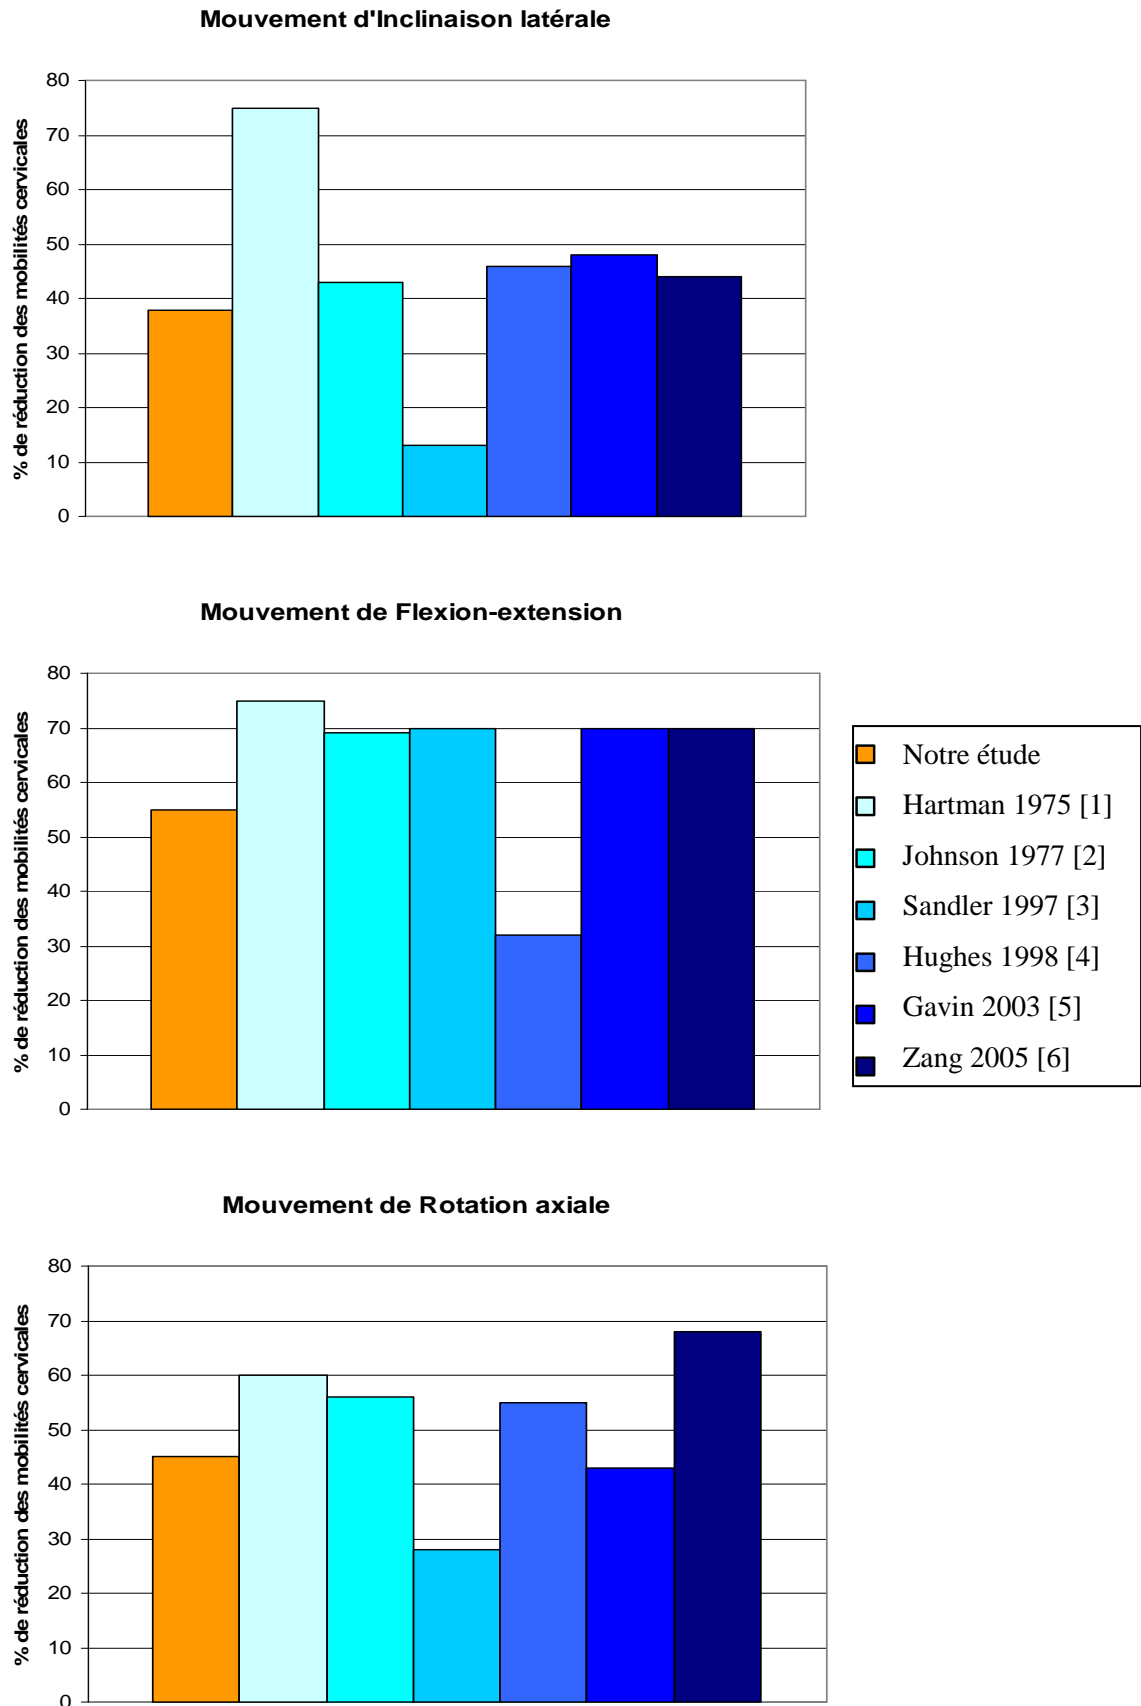 Mouvement d'Inclinaison latérale
% de réduction des mobilités cervicales
80
70
60
50
40
30
20
10
0
Mouvement de Flexion-extension
% de réduction des mobilités cervicales
80
70
60
50
40
30
20
10
0
Notre étude
Hartman 1975 [1]
Johnson 1977 [2]
Sandler 1997 [3]
Hughes 1998 [4]
Gavin 2003 [5]
Zang 2005 [6]
Mouvement de Rotation axiale
% de réduction des mobilités cervicales
80
70
60
50
40
30
20
10
0